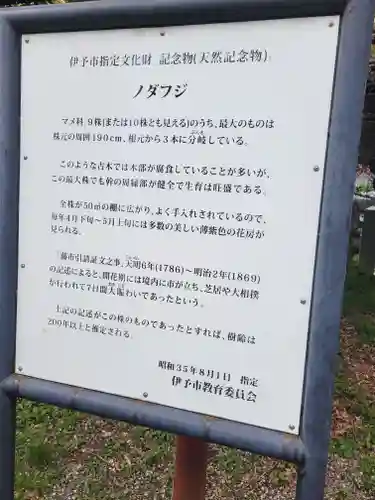 伊予市指定文化財 記念物(天然記念物)
ノダフジ
マメ科 9株(または10株とも見える)のうち、最大のものは
株元の周囲190cm、根元から3本に分岐している。
このような古木では木部が腐食していることが多いが、
この最大株でも幹の周縁部が健全で生育は旺盛である。
全株が50㎡の棚に広がり、よく手入れされているので、
毎年4月下旬～5月上旬には多数の美しい薄紫色の花房が
見られる。
「藤市引請証文之事」天明6年(1786)～明治2年(1869)
の記述によると、開花期には境内に市が立ち、芝居や大相撲
が行われて7日間大賑わいであったという。
上記の記述がこの株のものであったとすれば、樹齢は
200年以上と推定される。
昭和35年8月1日 指定
伊予市教育委員会